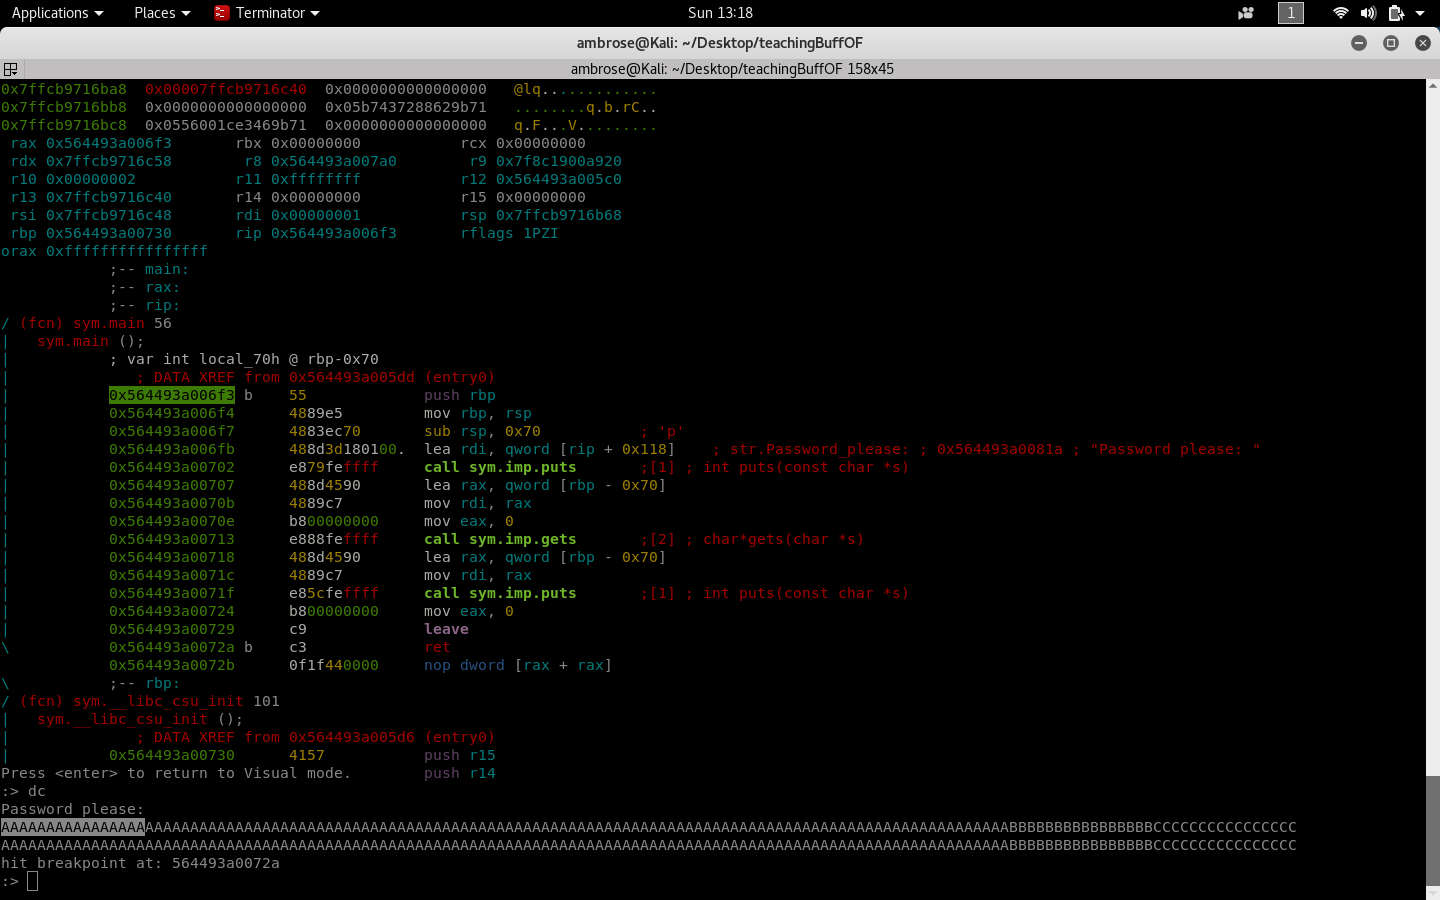 Applications Places Terminator Sun 13:18 1
ambrose@Kali: ~/Desktop/teachingBuffOF
ambrose@Kali: ~/Desktop/teachingBuffOF 158x45
0x7ffcb9716ba8  0x00007ffcb9716c40  0x0000000000000000   @lq.............
0x7ffcb9716bb8  0x0000000000000000  0x05b7437288629b71   ........q.b.rC..
0x7ffcb9716bc8  0x0556001ce3469b71  0x0000000000000000   q.F...V.........
 rax 0x564493a006f3       rbx 0x00000000           rcx 0x00000000
 rdx 0x7ffcb9716c58        r8 0x564493a007a0        r9 0x7f8c1900a920
 r10 0x00000002           r11 0xffffffff           r12 0x564493a005c0
 r13 0x7ffcb9716c40       r14 0x00000000           r15 0x00000000
 rsi 0x7ffcb9716c48       rdi 0x00000001           rsp 0x7ffcb9716b68
 rbp 0x564493a00730       rip 0x564493a006f3       rflags 1PZI
orax 0xffffffffffffffff
            ;-- main:
            ;-- rax:
            ;-- rip:
/ (fcn) sym.main 56
|   sym.main ();
|           ; var int local_70h @ rbp-0x70
|              ; DATA XREF from 0x564493a005dd (entry0)
|           0x564493a006f3 b    55             push rbp
|           0x564493a006f4      4889e5         mov rbp, rsp
|           0x564493a006f7      4883ec70       sub rsp, 0x70           ; 'p'
|           0x564493a006fb      488d3d180100.  lea rdi, qword [rip + 0x118]    ; str.Password_please: ; 0x564493a0081a ; "Password please: "
|           0x564493a00702      e879feffff     call sym.imp.puts       ;[1] ; int puts(const char *s)
|           0x564493a00707      488d4590       lea rax, qword [rbp - 0x70]
|           0x564493a0070b      4889c7         mov rdi, rax
|           0x564493a0070e      b800000000     mov eax, 0
|           0x564493a00713      e888feffff     call sym.imp.gets       ;[2] ; char*gets(char *s)
|           0x564493a00718      488d4590       lea rax, qword [rbp - 0x70]
|           0x564493a0071c      4889c7         mov rdi, rax
|           0x564493a0071f      e85cfeffff     call sym.imp.puts       ;[1] ; int puts(const char *s)
|           0x564493a00724      b800000000     mov eax, 0
|           0x564493a00729      c9             leave
\           0x564493a0072a b    c3             ret
            0x564493a0072b      0f1f440000     nop dword [rax + rax]
\           ;-- rbp:
/ (fcn) sym.__libc_csu_init 101
|   sym.__libc_csu_init ();
|              ; DATA XREF from 0x564493a005d6 (entry0)
|           0x564493a00730      4157           push r15
Press <enter> to return to Visual mode.        push r14
:> dc
Password please:
AAAAAAAAAAAAAAAAAAAAAAAAAAAAAAAAAAAAAAAAAAAAAAAAAAAAAAAAAAAAAAAAAAAAAAAAAAAAAAAAAAAAAAAAAAAAAAAAAAAAAAAAAAAAAAAABBBBBBBBBBBBBBBBCCCCCCCCCCCCCCCC
AAAAAAAAAAAAAAAAAAAAAAAAAAAAAAAAAAAAAAAAAAAAAAAAAAAAAAAAAAAAAAAAAAAAAAAAAAAAAAAAAAAAAAAAAAAAAAAAAAAAAAAAAAAAAAAABBBBBBBBBBBBBBBBCCCCCCCCCCCCCCCC
hit breakpoint at: 564493a0072a
:>